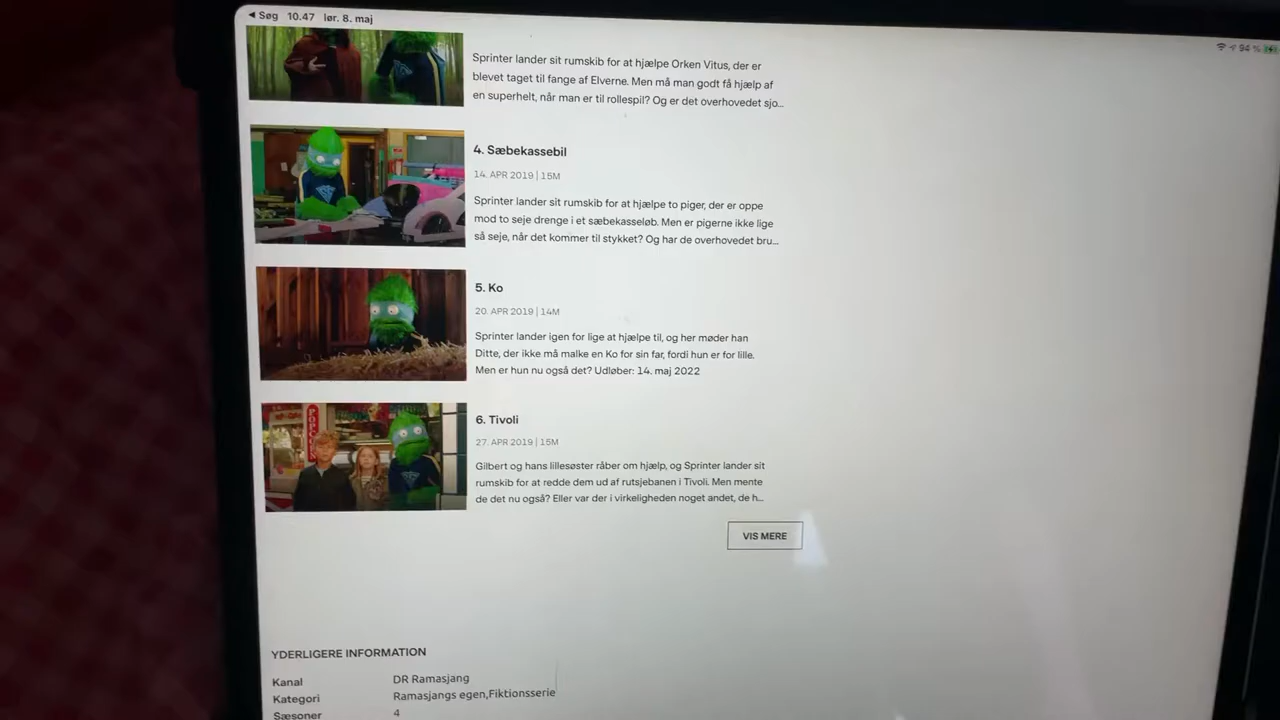 ◀ Søg 10.47 lør. 8. maj
94 %
Sprinter lander sit rumskib for at hjælpe Orken Vitus, der er
blevet taget til fange af Elverne. Men må man godt få hjælp af
en superhelt, når man er til rollespil? Og er det overhovedet sjo...
4. Sæbekassebil
14. APR 2019 | 15M
Sprinter lander sit rumskib for at hjælpe to piger, der er oppe
mod to seje drenge i et sæbekasseløb. Men er pigerne ikke lige
så seje, når det kommer til stykket? Og har de overhovedet bru...
5. Ko
20. APR 2019 | 14M
Sprinter lander igen for lige at hjælpe til, og her møder han
Ditte, der ikke må malke en Ko for sin far, fordi hun er for lille.
Men er hun nu også det? Udløber: 14. maj 2022
POPCORN
6. Tivoli
27. APR 2019 | 15M
Gilbert og hans lillesøster råber om hjælp, og Sprinter lander sit
rumskib for at redde dem ud af rutsjebanen i Tivoli. Men mente
de det nu også? Eller var der i virkeligheden noget andet, de h...
VIS MERE
YDERLIGERE INFORMATION
Kanal DR Ramasjang
Kategori Ramasjangs egen,Fiktionsserie
Sæsoner 4